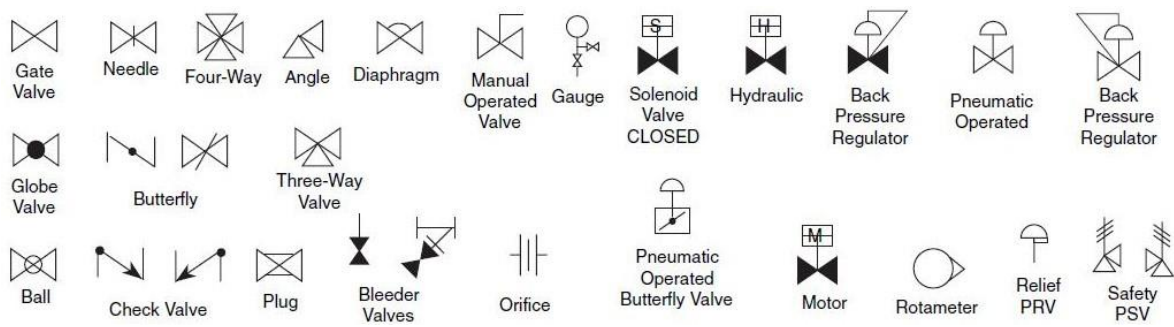 S
H
Gate
Valve
Needle
Four-Way
Angle
Diaphragm
Manual
Operated
Valve
Gauge
Solenoid
Valve
CLOSED
Hydraulic
Back
Pressure
Regulator
Pneumatic
Operated
Back
Pressure
Regulator
Globe
Valve
Butterfly
Three-Way
Valve
Ball
Check Valve
Plug
Bleeder
Valves
Orifice
Pneumatic
Operated
Butterfly Valve
M
Motor
Rotameter
Relief
PRV
Safety
PSV